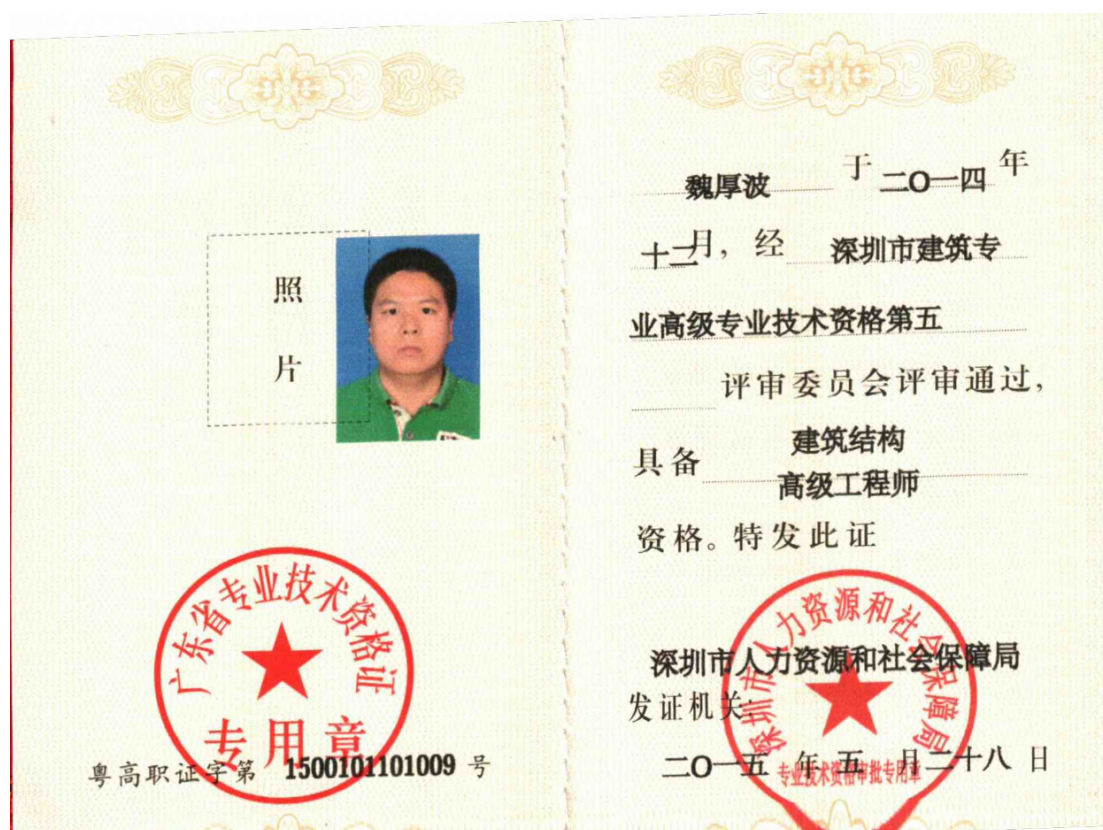 照
片
广东省专业技术资格证
专用章
粤高职证字第 1500101101009 号
魏厚波 于 二O一四 年
十二月，经 深圳市建筑专
业高级专业技术资格第五
评审委员会评审通过，
具备 建筑结构
高级工程师
资格。特发此证
深圳市人力资源和社会保障局
深圳市人力资源和社会保障局
发证机关：
二O一五 年 五 月二十八 日
专业技术资格审批专用章